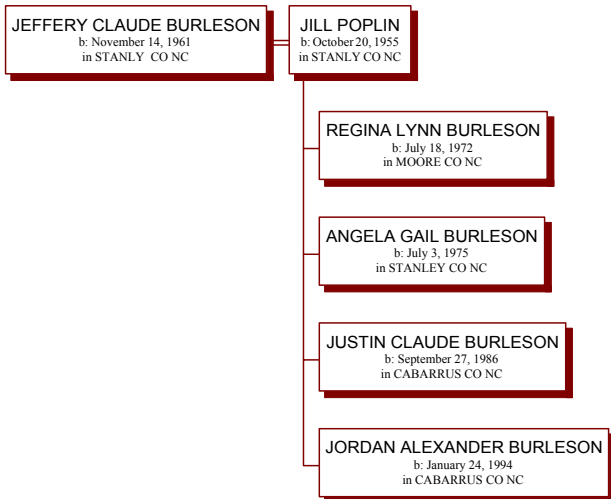 JEFFERY CLAUDE BURLESON
b: November 14, 1961
in STANLY CO NC
JILL POPLIN
b: October 20, 1955
in STANLY CO NC
REGINA LYNN BURLESON
b: July 18, 1972
in MOORE CO NC
ANGELA GAIL BURLESON
b: July 3, 1975
in STANLEY CO NC
JUSTIN CLAUDE BURLESON
b: September 27, 1986
in CABARRUS CO NC
JORDAN ALEXANDER BURLESON
b: January 24, 1994
in CABARRUS CO NC